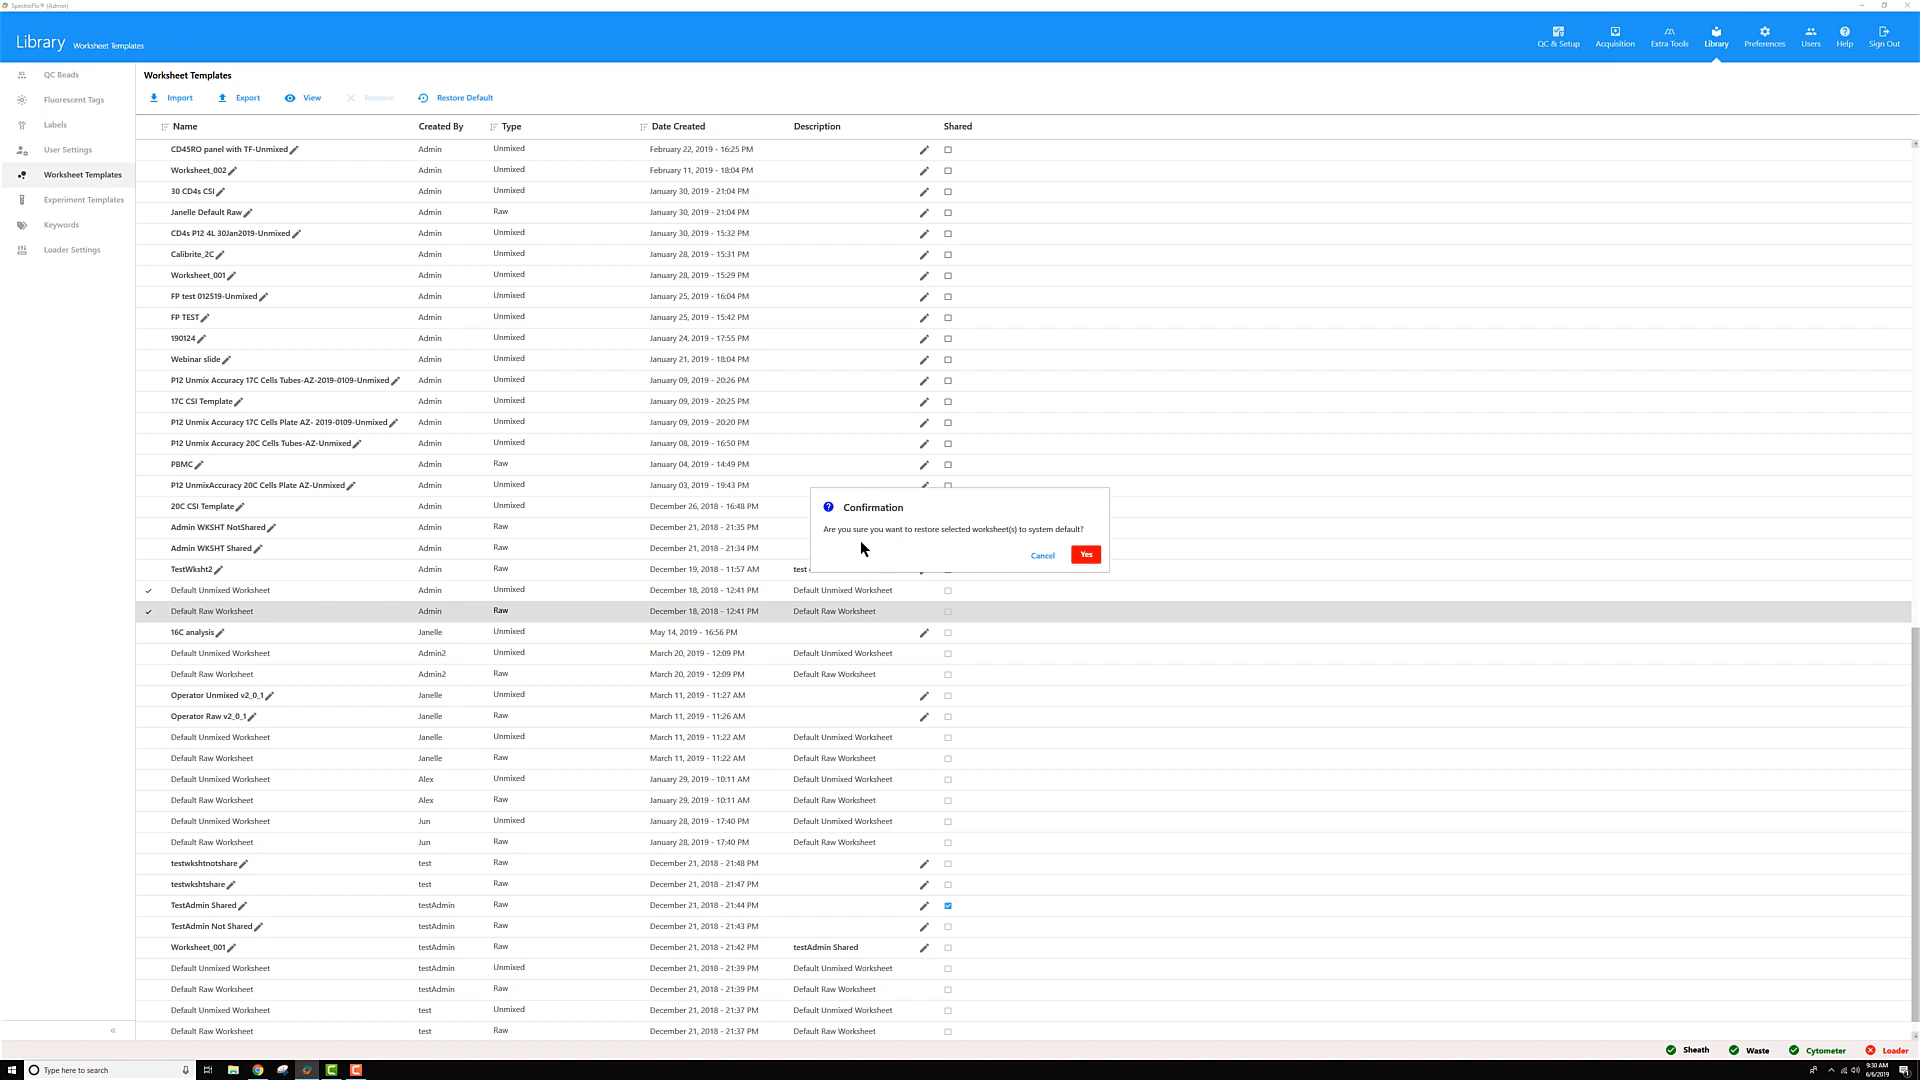 SpectroFlo® (Admin)
Library Worksheet Templates
QC & Setup Acquisition Extra Tools Library Preferences Users Help Sign Out
QC Beads
Fluorescent Tags
Labels
User Settings
Worksheet Templates
Experiment Templates
Keywords
Loader Settings
Worksheet Templates
Import Export View Remove Restore Default
Name Created By Type Date Created Description Shared
CD45RO panel with TF-Unmixed Admin Unmixed February 22, 2019 - 16:25 PM
Worksheet_002 Admin Unmixed February 11, 2019 - 18:04 PM
30 CD4s CSI Admin Unmixed January 30, 2019 - 21:04 PM
Janelle Default Raw Admin Raw January 30, 2019 - 21:04 PM
CD4s P12 4L 30Jan2019-Unmixed Admin Unmixed January 30, 2019 - 15:32 PM
Calibrite_2C Admin Unmixed January 28, 2019 - 15:31 PM
Worksheet_001 Admin Unmixed January 28, 2019 - 15:29 PM
FP test 012519-Unmixed Admin Unmixed January 25, 2019 - 16:04 PM
FP TEST Admin Unmixed January 25, 2019 - 15:42 PM
190124 Admin Unmixed January 24, 2019 - 17:55 PM
Webinar slide Admin Unmixed January 21, 2019 - 18:04 PM
P12 Unmix Accuracy 17C Cells Tubes-AZ-2019-0109-Unmixed Admin Unmixed January 09, 2019 - 20:26 PM
17C CSI Template Admin Unmixed January 09, 2019 - 20:25 PM
P12 Unmix Accuracy 17C Cells Plate AZ- 2019-0109-Unmixed Admin Unmixed January 09, 2019 - 20:20 PM
P12 Unmix Accuracy 20C Cells Tubes-AZ-Unmixed Admin Unmixed January 08, 2019 - 16:50 PM
PBMC Admin Raw January 04, 2019 - 14:49 PM
P12 UnmixAccuracy 20C Cells Plate AZ-Unmixed Admin Unmixed January 03, 2019 - 19:43 PM
20C CSI Template Admin Unmixed December 26, 2018 - 16:48 PM
Admin WKSHT NotShared Admin Raw December 21, 2018 - 21:35 PM
Admin WKSHT Shared Admin Raw December 21, 2018 - 21:34 PM
TestWksht2 Admin Raw December 19, 2018 - 11:57 AM test
Default Unmixed Worksheet Admin Unmixed December 18, 2018 - 12:41 PM Default Unmixed Worksheet
Default Raw Worksheet Admin Raw December 18, 2018 - 12:41 PM Default Raw Worksheet
16C analysis Janelle Unmixed May 14, 2019 - 16:56 PM
Default Unmixed Worksheet Admin2 Unmixed March 20, 2019 - 12:09 PM Default Unmixed Worksheet
Default Raw Worksheet Admin2 Raw March 20, 2019 - 12:09 PM Default Raw Worksheet
Operator Unmixed v2_0_1 Janelle Unmixed March 11, 2019 - 11:27 AM
Operator Raw v2_0_1 Janelle Raw March 11, 2019 - 11:26 AM
Default Unmixed Worksheet Janelle Unmixed March 11, 2019 - 11:22 AM Default Unmixed Worksheet
Default Raw Worksheet Janelle Raw March 11, 2019 - 11:22 AM Default Raw Worksheet
Default Unmixed Worksheet Alex Unmixed January 29, 2019 - 10:11 AM Default Unmixed Worksheet
Default Raw Worksheet Alex Raw January 29, 2019 - 10:11 AM Default Raw Worksheet
Default Unmixed Worksheet Jun Unmixed January 28, 2019 - 17:40 PM Default Unmixed Worksheet
Default Raw Worksheet Jun Raw January 28, 2019 - 17:40 PM Default Raw Worksheet
testwkshtnotshare test Raw December 21, 2018 - 21:48 PM
testwkshtshare test Raw December 21, 2018 - 21:47 PM
TestAdmin Shared testAdmin Raw December 21, 2018 - 21:44 PM
TestAdmin Not Shared testAdmin Raw December 21, 2018 - 21:43 PM
Worksheet_001 testAdmin Raw December 21, 2018 - 21:42 PM testAdmin Shared
Default Unmixed Worksheet testAdmin Unmixed December 21, 2018 - 21:39 PM Default Unmixed Worksheet
Default Raw Worksheet testAdmin Raw December 21, 2018 - 21:39 PM Default Raw Worksheet
Default Unmixed Worksheet test Unmixed December 21, 2018 - 21:37 PM Default Unmixed Worksheet
Default Raw Worksheet test Raw December 21, 2018 - 21:37 PM Default Raw Worksheet
Confirmation
Are you sure you want to restore selected worksheet(s) to system default?
Cancel Yes
Sheath Waste Cytometer Loader
Type here to search
9:30 AM
6/6/2019